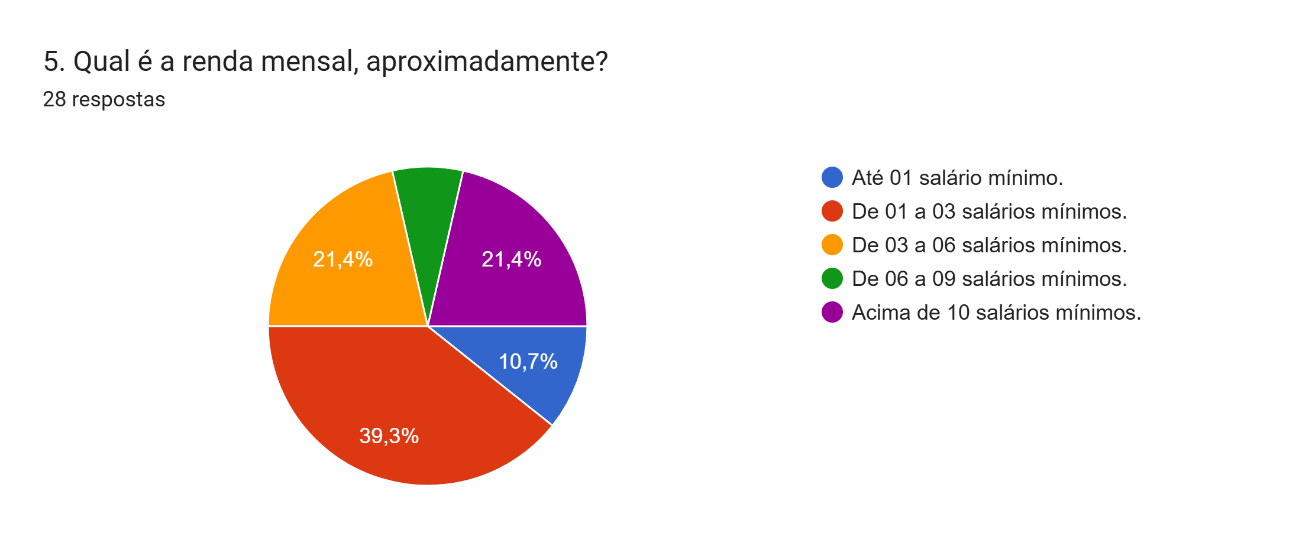 5. Qual é a renda mensal, aproximadamente?
28 respostas
21,4%
21,4%
10,7%
39,3%
Até 01 salário mínimo.
De 01 a 03 salários mínimos.
De 03 a 06 salários mínimos.
De 06 a 09 salários mínimos.
Acima de 10 salários mínimos.